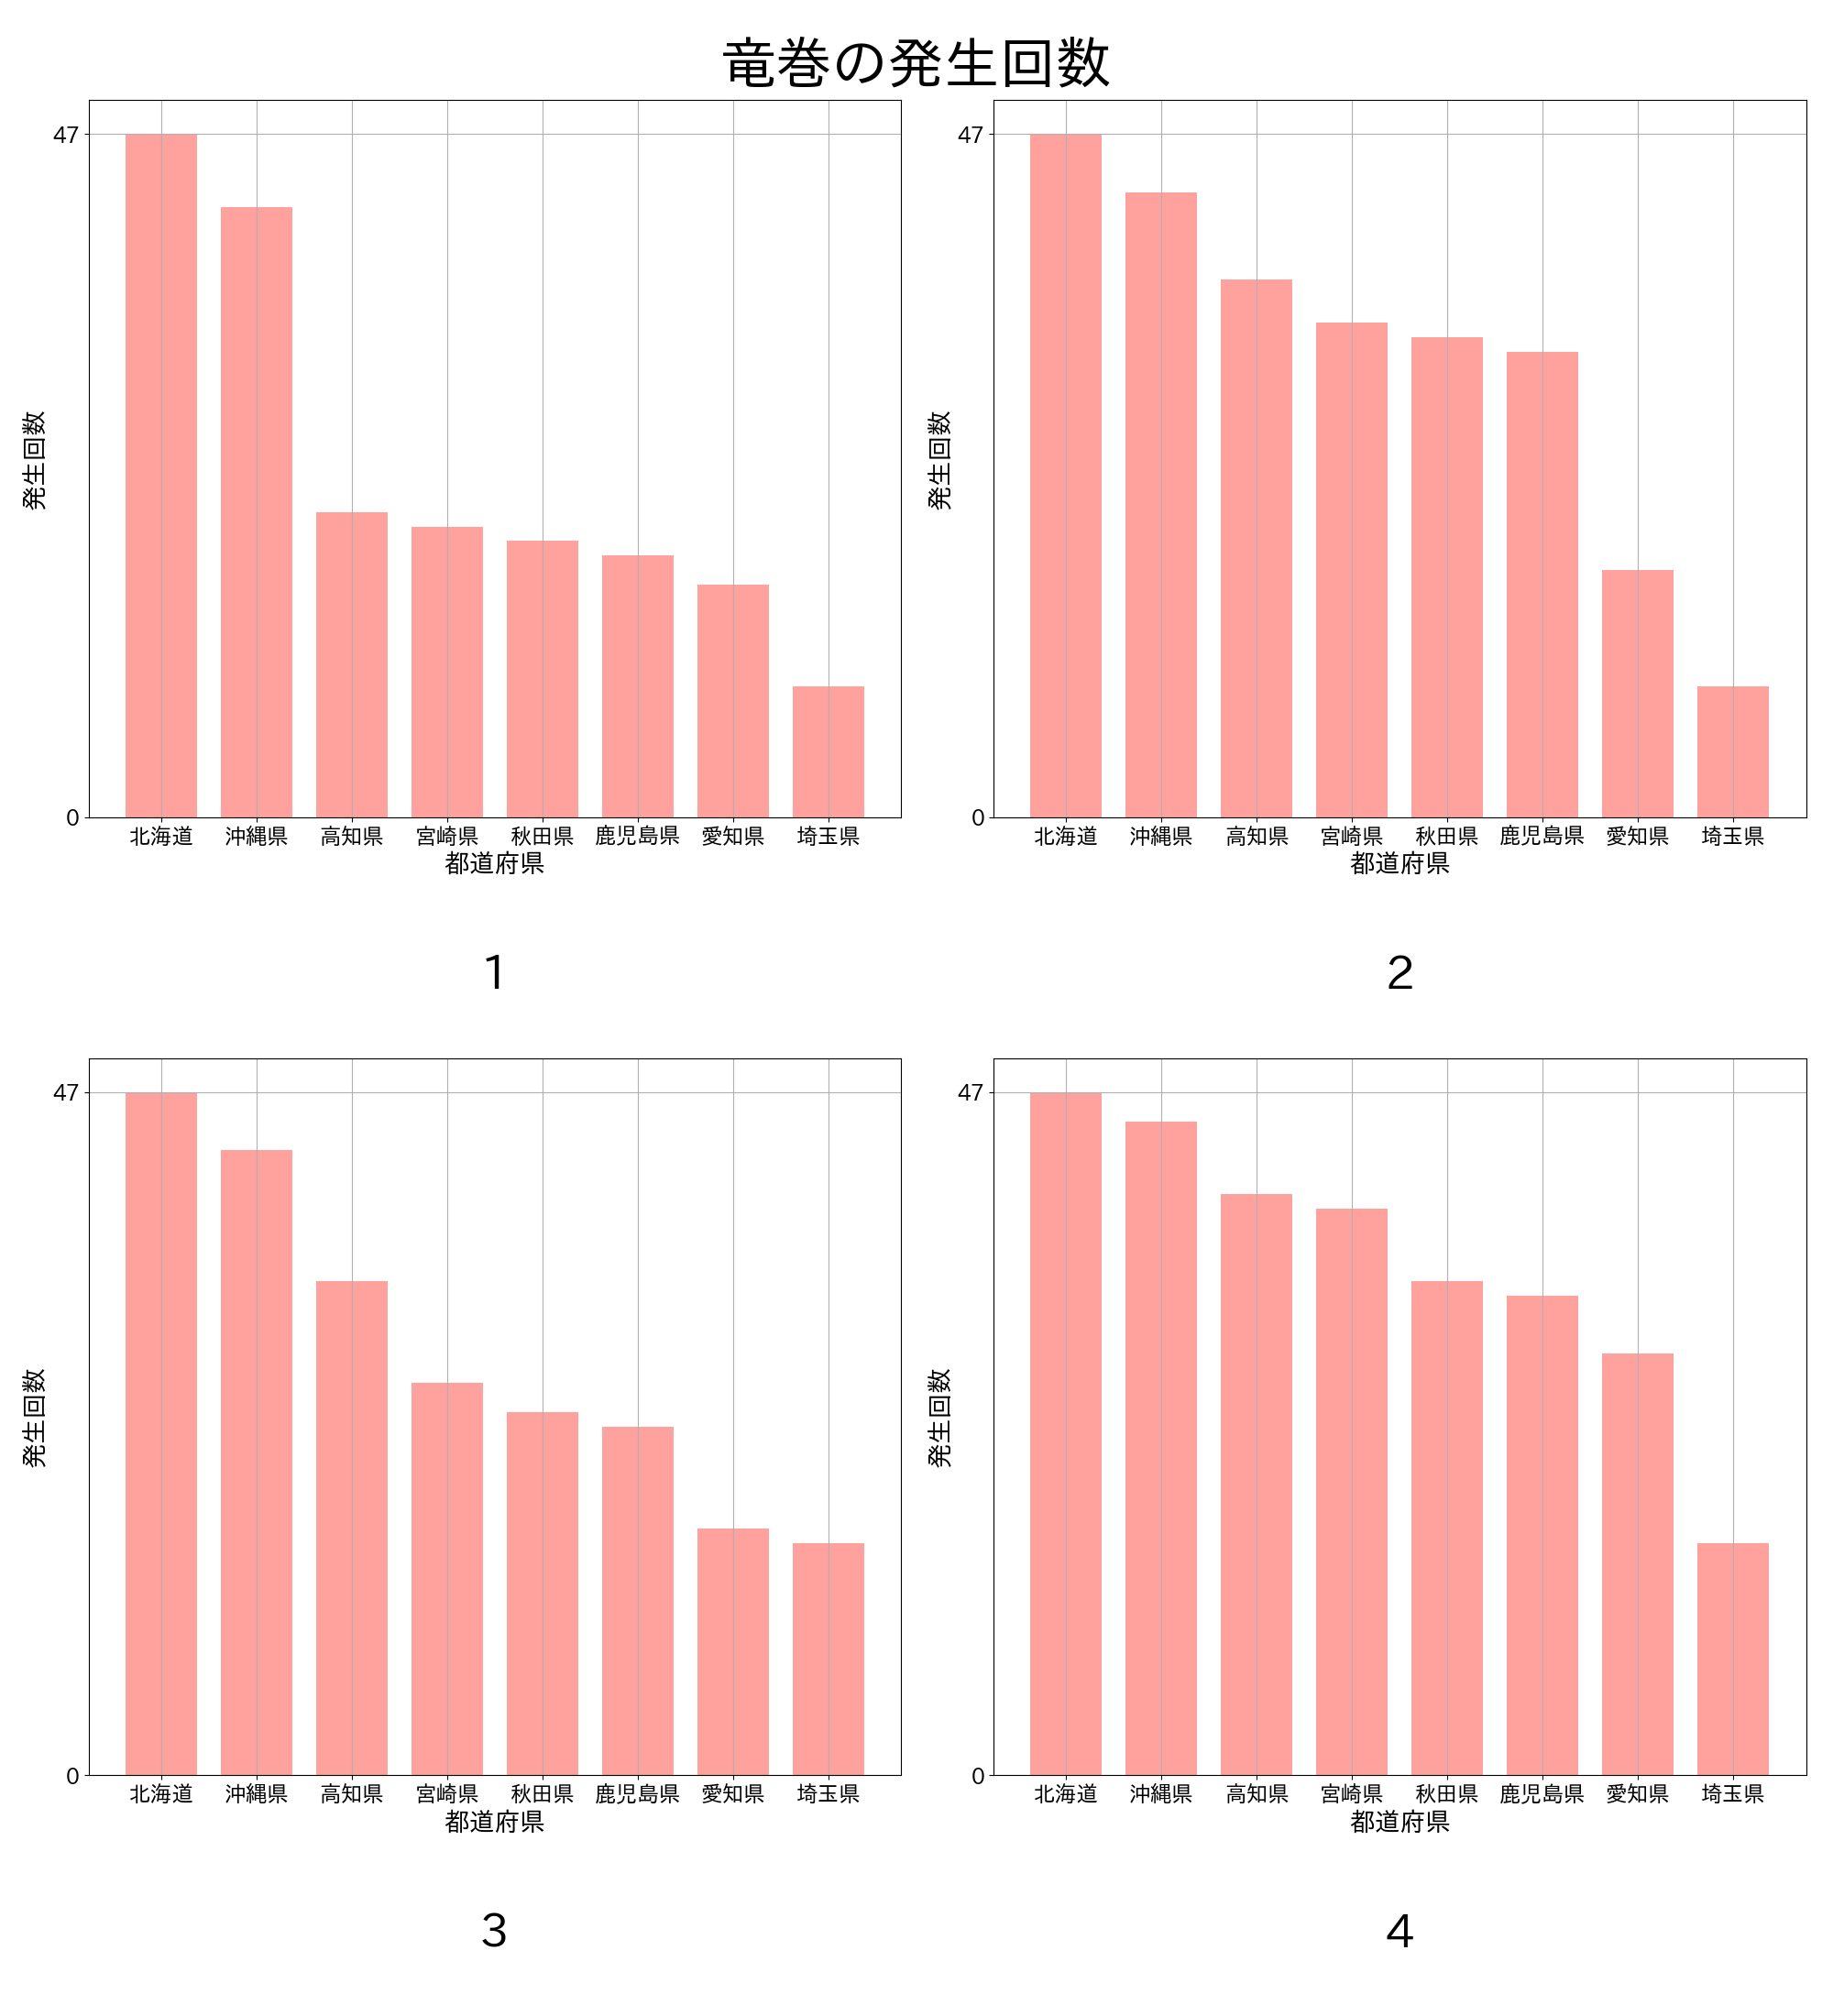 竜巻の発生回数
47
0
発生回数
北海道 沖縄県 高知県 宮崎県 秋田県 鹿児島県 愛知県 埼玉県
都道府県
1
47
0
発生回数
北海道 沖縄県 高知県 宮崎県 秋田県 鹿児島県 愛知県 埼玉県
都道府県
2
47
0
発生回数
北海道 沖縄県 高知県 宮崎県 秋田県 鹿児島県 愛知県 埼玉県
都道府県
3
47
0
発生回数
北海道 沖縄県 高知県 宮崎県 秋田県 鹿児島県 愛知県 埼玉県
都道府県
4